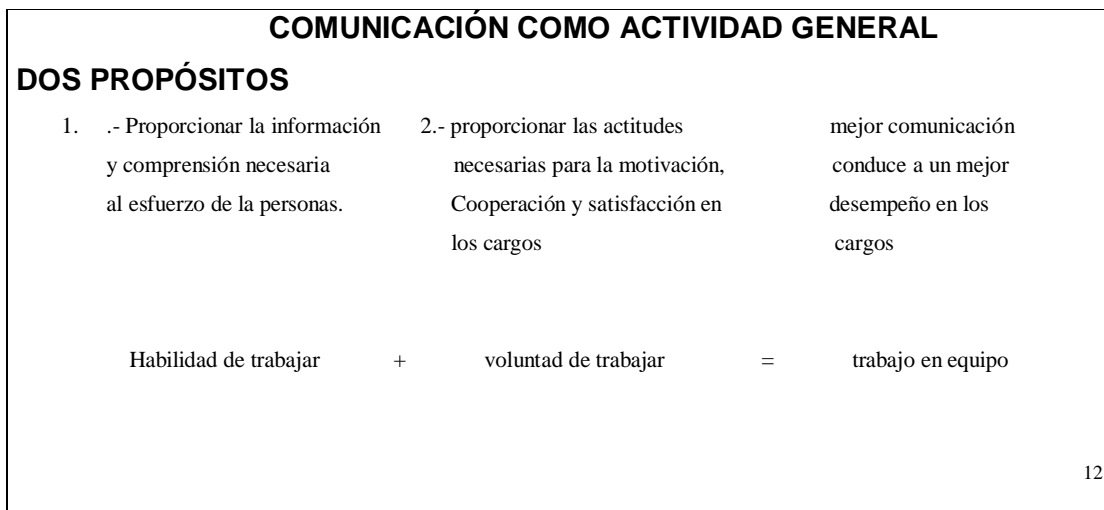 COMUNICACIÓN COMO ACTIVIDAD GENERAL
DOS PROPÓSITOS
1. .- Proporcionar la información 2.- proporcionar las actitudes mejor comunicación
y comprensión necesaria necesarias para la motivación, conduce a un mejor
al esfuerzo de la personas. Cooperación y satisfacción en desempeño en los
los cargos cargos
Habilidad de trabajar + voluntad de trabajar = trabajo en equipo
12